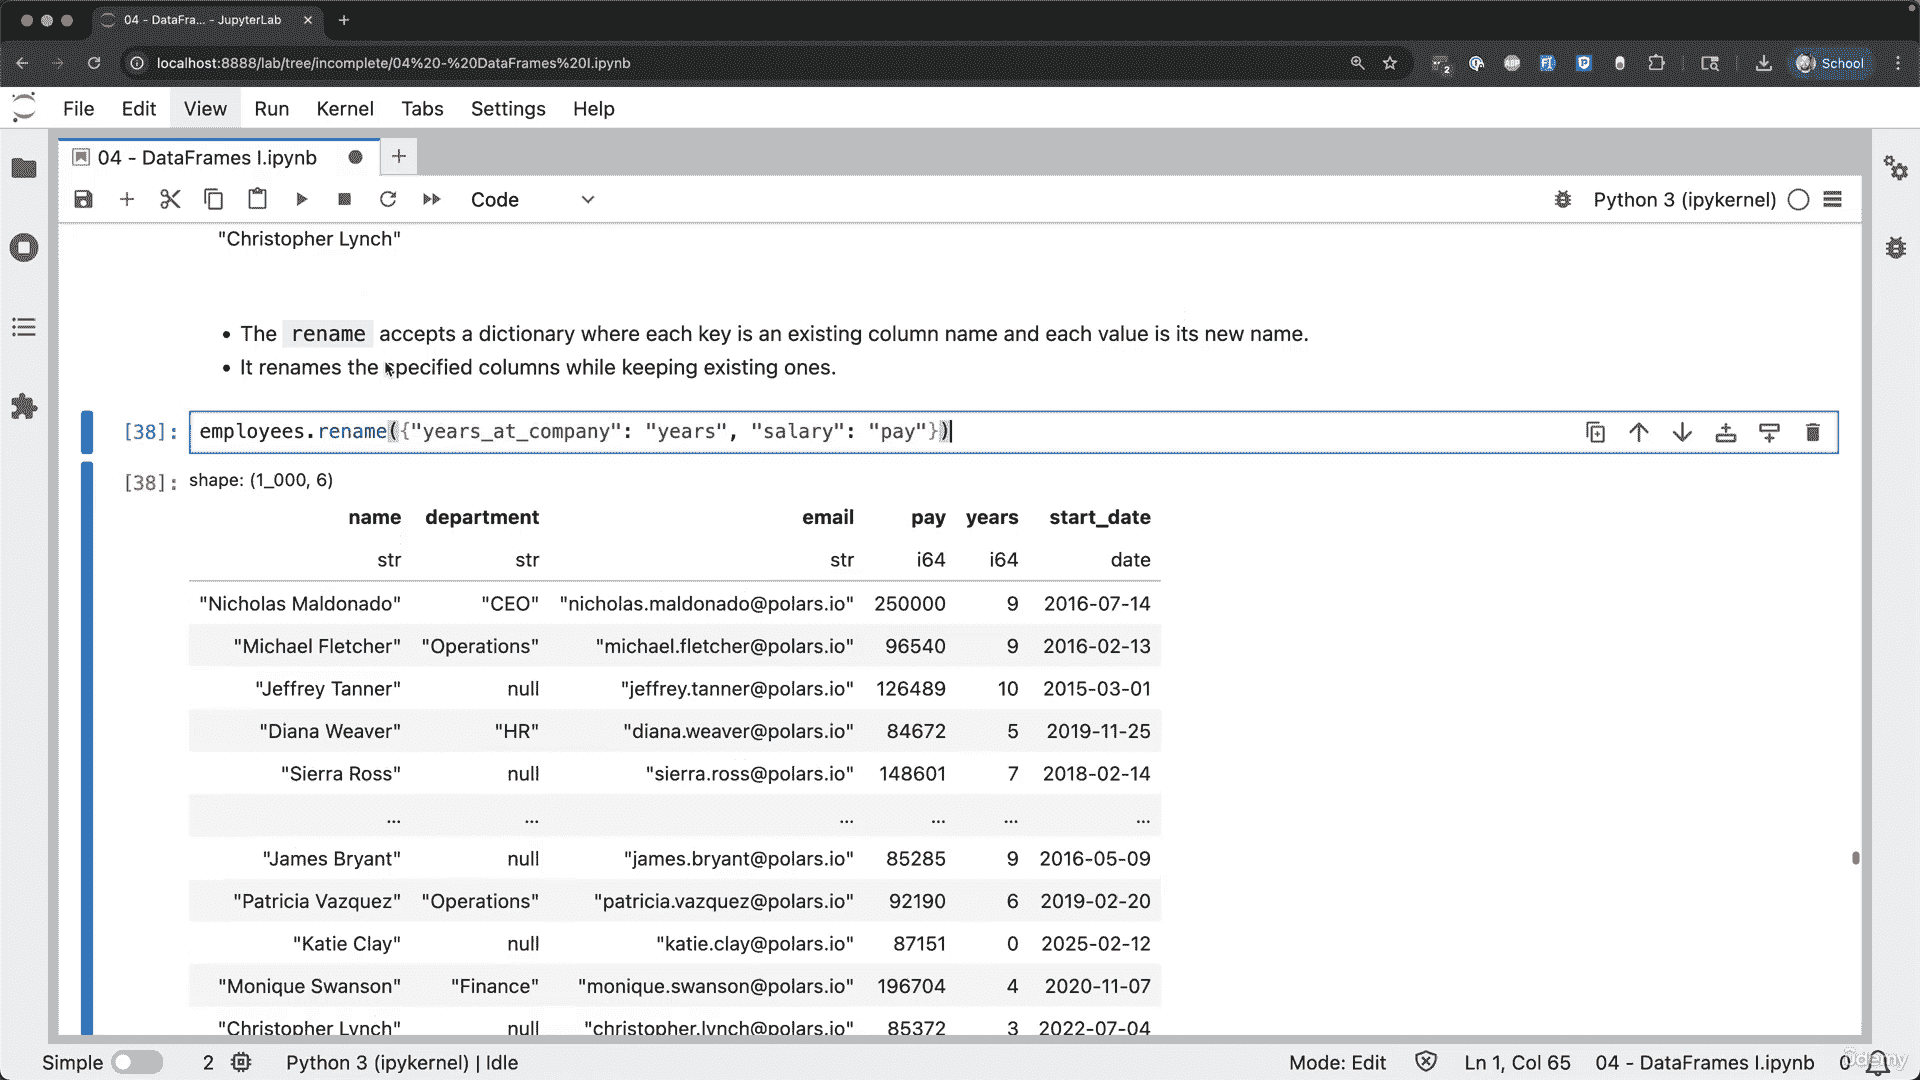 04 - DataFra... - JupyterLab
localhost:8888/lab/tree/incomplete/04%20-%20DataFrames%20I.ipynb
2
School
File Edit View Run Kernel Tabs Settings Help
04 - DataFrames I.ipynb
Code
Python 3 (ipykernel)
"Christopher Lynch"
• The rename accepts a dictionary where each key is an existing column name and each value is its new name.
• It renames the specified columns while keeping existing ones.
[38]: employees.rename({"years_at_company": "years", "salary": "pay"})
[38]: shape: (1_000, 6)
name department email pay years start_date
str str str i64 i64 date
"Nicholas Maldonado" "CEO" "nicholas.maldonado@polars.io" 250000 9 2016-07-14
"Michael Fletcher" "Operations" "michael.fletcher@polars.io" 96540 9 2016-02-13
"Jeffrey Tanner" null "jeffrey.tanner@polars.io" 126489 10 2015-03-01
"Diana Weaver" "HR" "diana.weaver@polars.io" 84672 5 2019-11-25
"Sierra Ross" null "sierra.ross@polars.io" 148601 7 2018-02-14
... ... ... ... ... ...
"James Bryant" null "james.bryant@polars.io" 85285 9 2016-05-09
"Patricia Vazquez" "Operations" "patricia.vazquez@polars.io" 92190 6 2019-02-20
"Katie Clay" null "katie.clay@polars.io" 87151 0 2025-02-12
"Monique Swanson" "Finance" "monique.swanson@polars.io" 196704 4 2020-11-07
"Christopher Lynch" null "christopher.lynch@polars.io" 85372 3 2022-07-04
Simple 2 Python 3 (ipykernel) | Idle Mode: Edit Ln 1, Col 65 04 - DataFrames I.ipynb 0
udemy